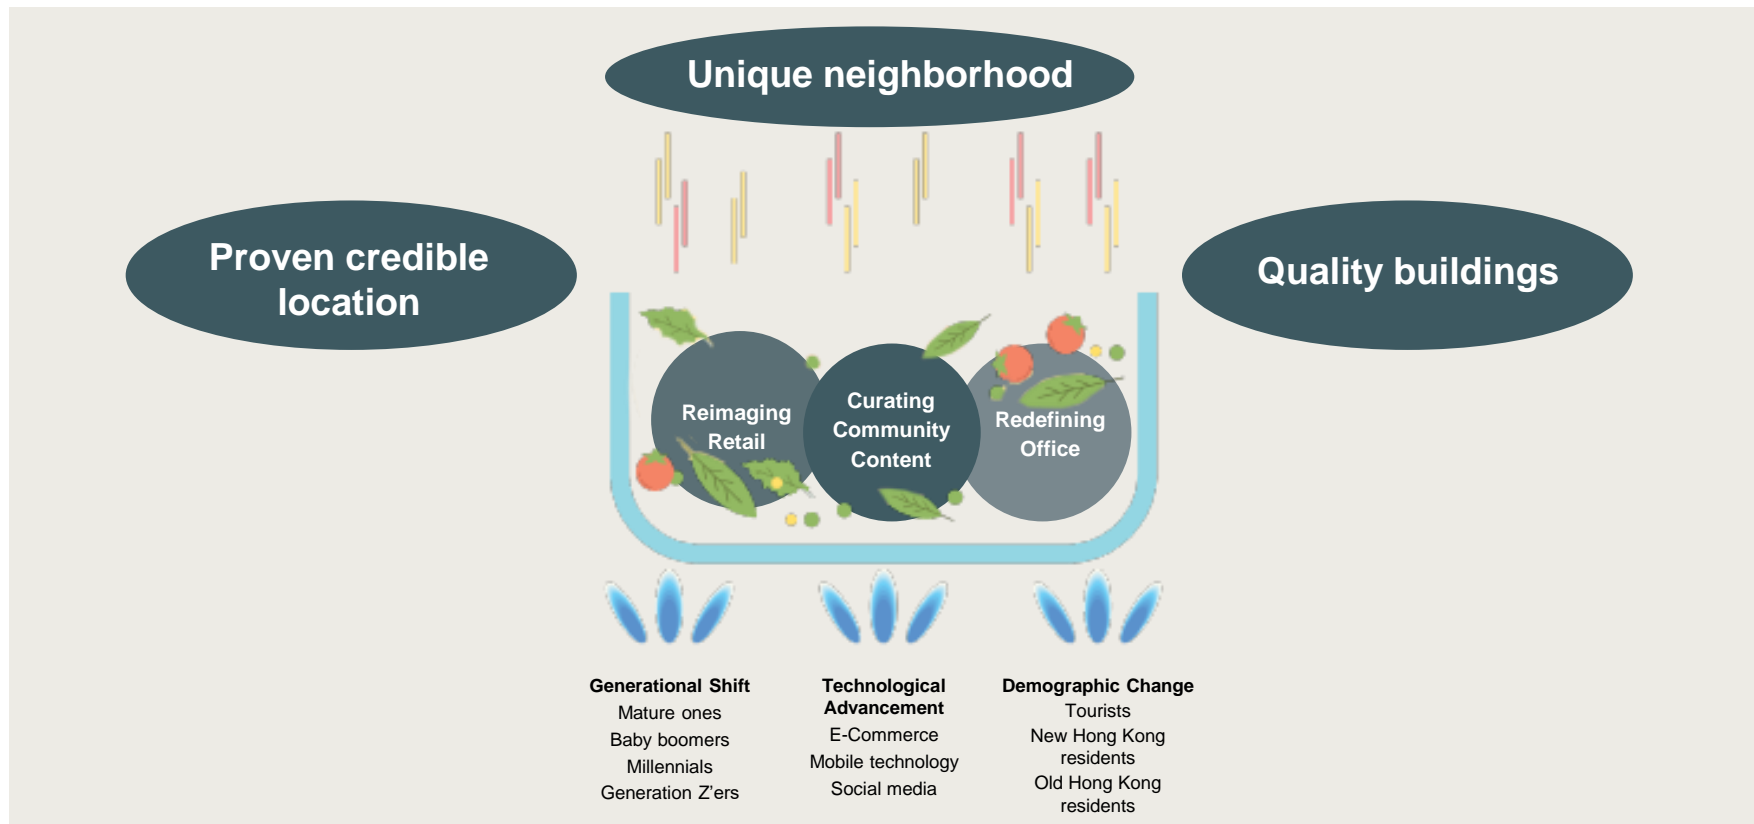 Unique neighborhood
Proven credible
location
Quality buildings
Reimaging
Retail
Curating
Community
Content
Redefining
Office
Generational Shift
Mature ones
Baby boomers
Millennials
Generation Z'ers
Technological
Advancement
E-Commerce
Mobile technology
Social media
Demographic Change
Tourists
New Hong Kong
residents
Old Hong Kong
residents